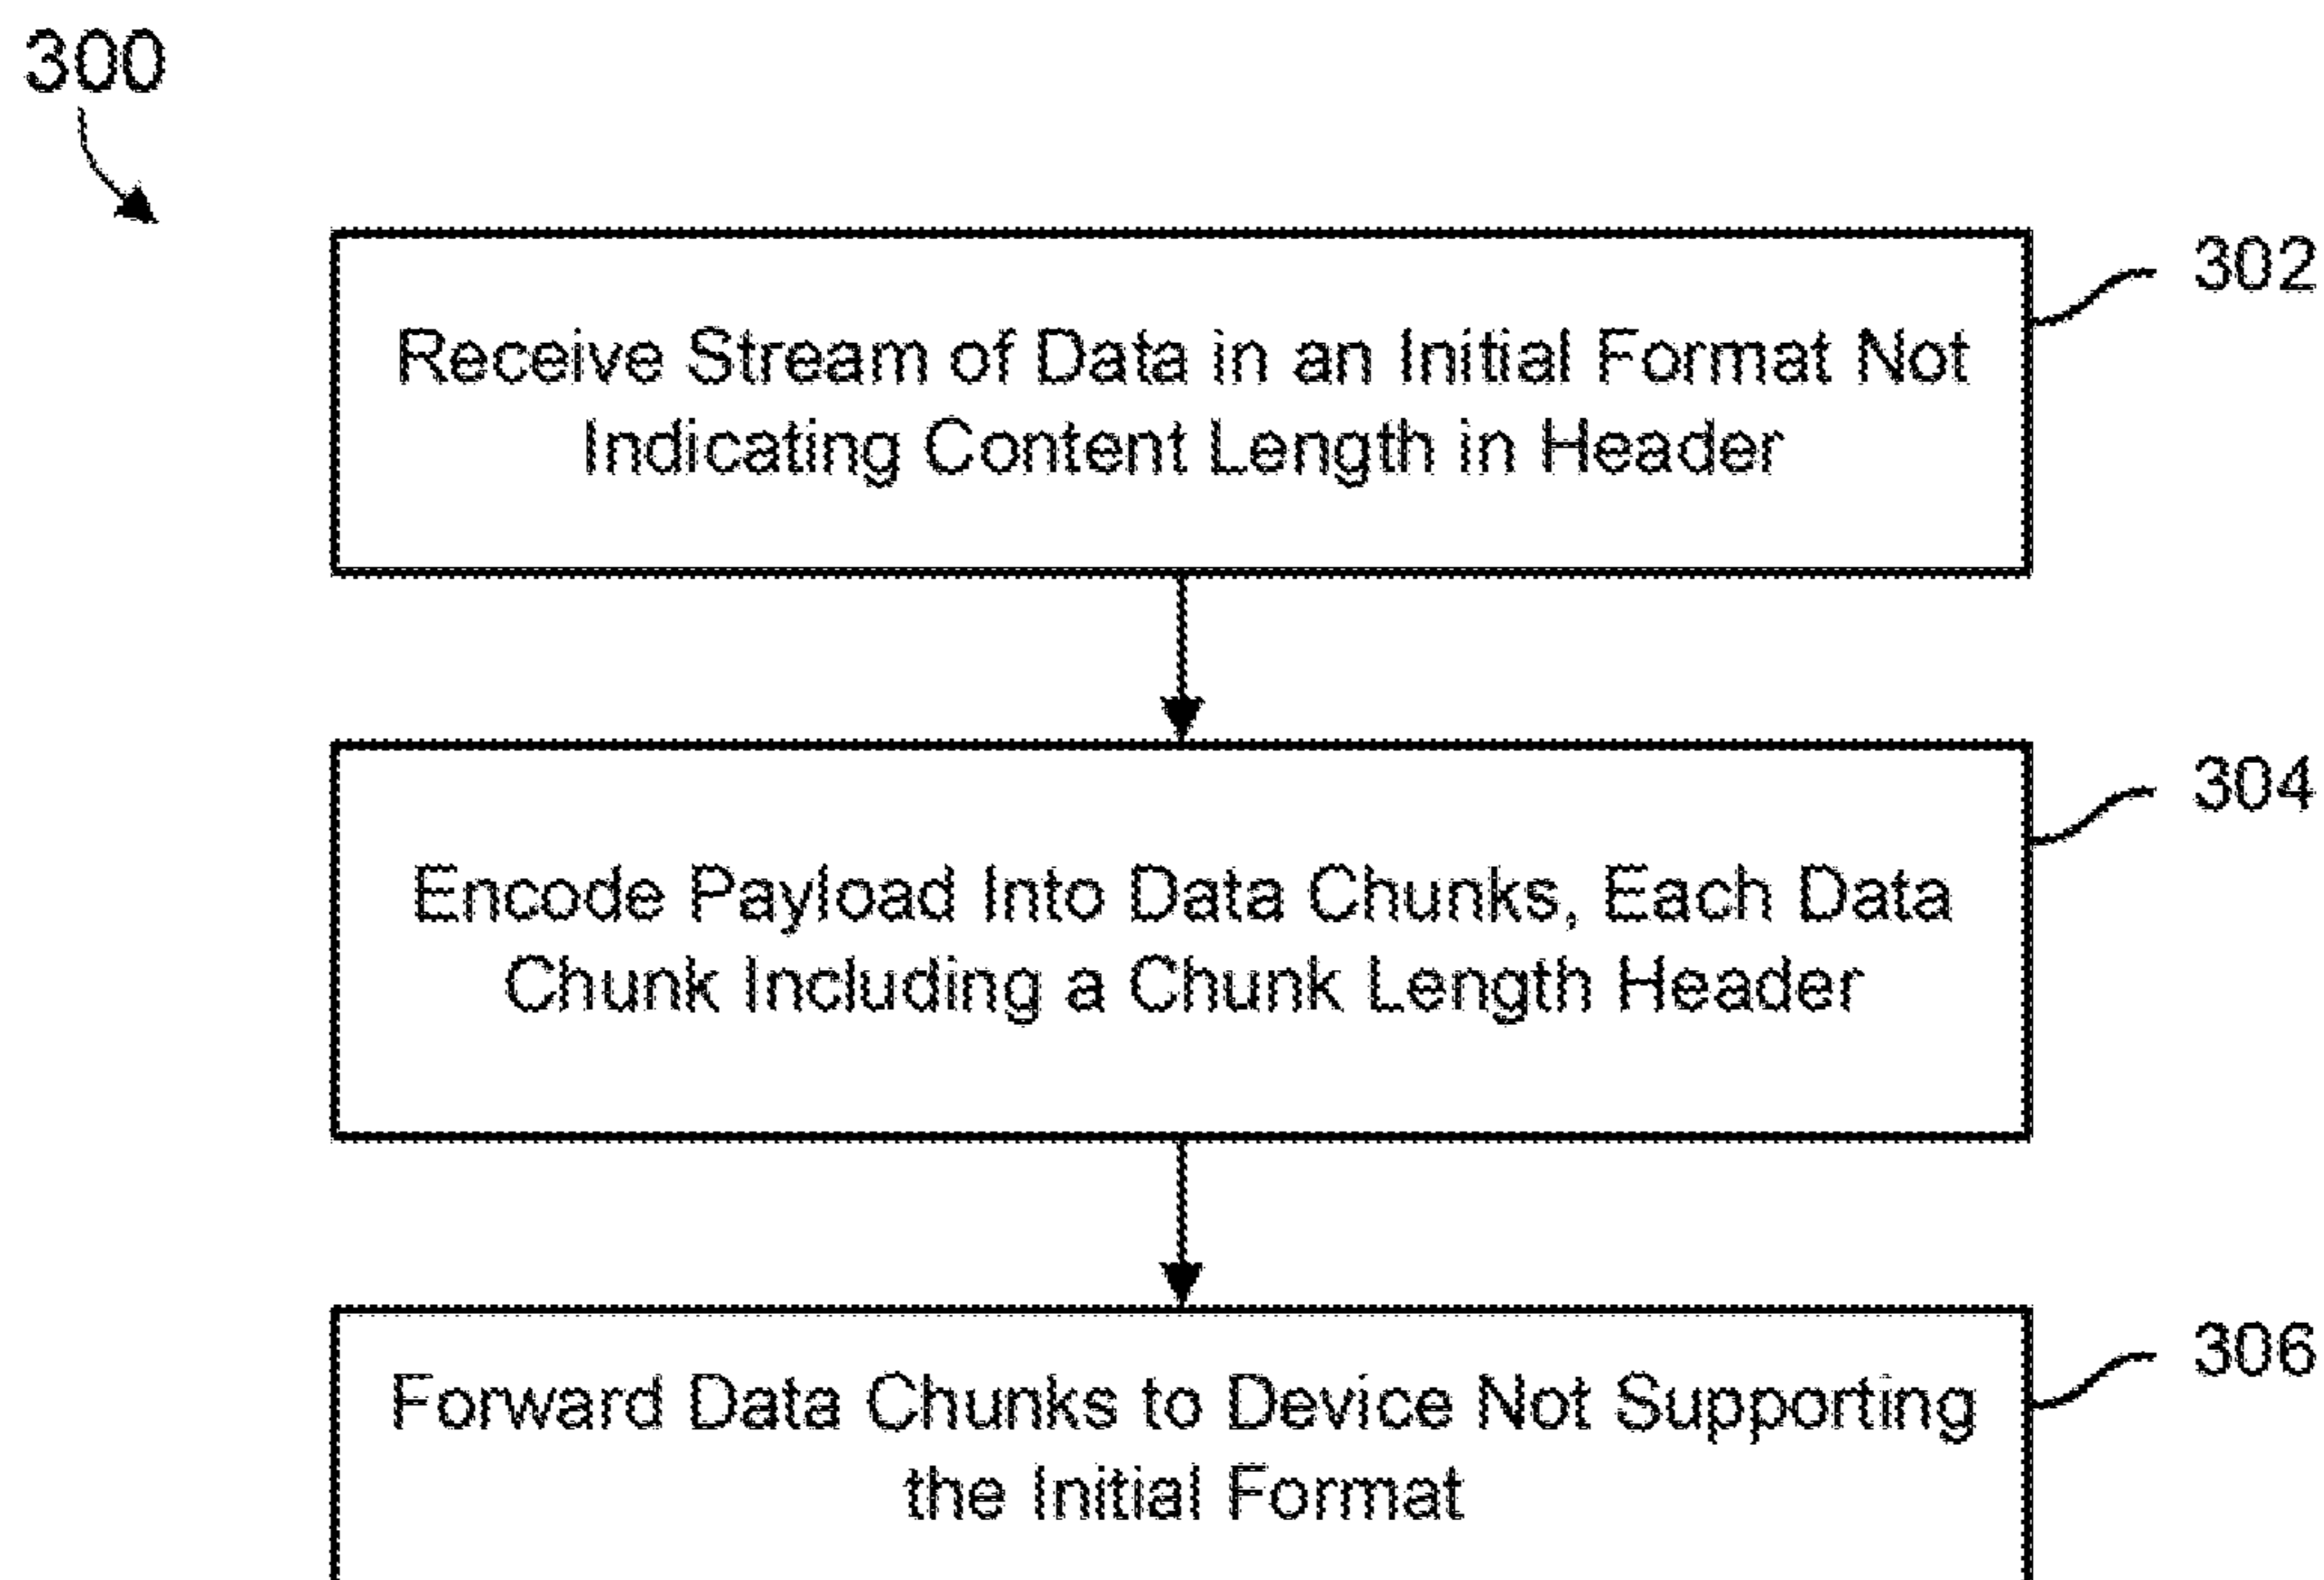 300
302
Receive Stream of Data in an Initial Format Not
Indicating Content Length in Header
304
Encode Payload Into Data Chunks, Each Data
Chunk Including a Chunk Length Header
306
Forward Data Chunks to Device Not Supporting
the Initial Format